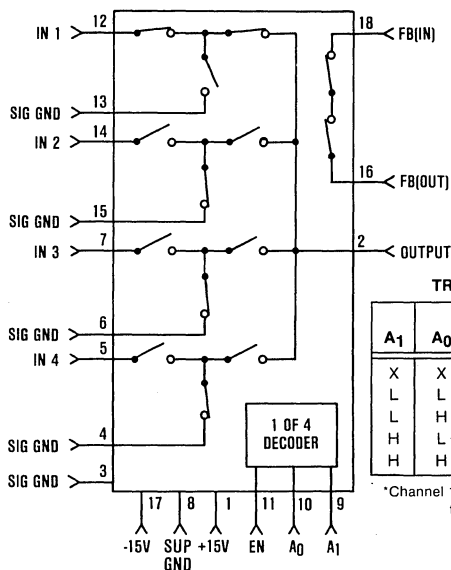 IN 1 12
18 FB(IN)
SIG GND 13
IN 2 14
16 FB(OUT)
SIG GND 15
IN 3 7
2 OUTPUT
SIG GND 6
IN 4 5
SIG GND 4
SIG GND 3
1 OF 4
DECODER
17 8 1 11 10 9
-15V SUP GND +15V EN A0 A1
TR
A1 A0
X X
L L
L H
H L
H H
*Channel